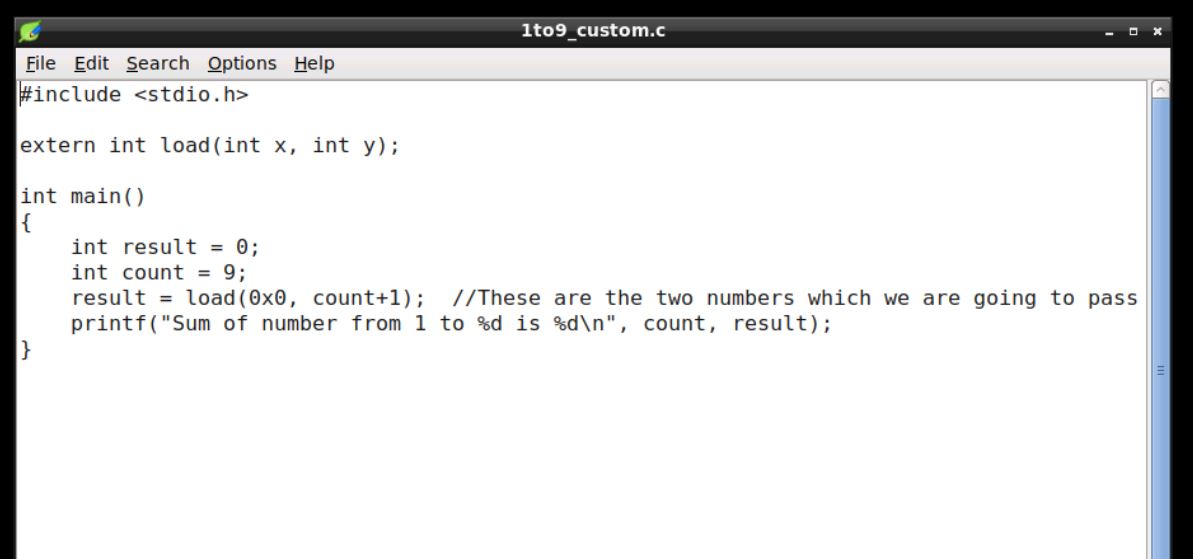 1to9_custom.c
File Edit Search Options Help
#include <stdio.h>

extern int load(int x, int y);

int main()
{
    int result = 0;
    int count = 9;
    result = load(0x0, count+1);  //These are the two numbers which we are going to pass
    printf("Sum of number from 1 to %d is %d\n", count, result);
}